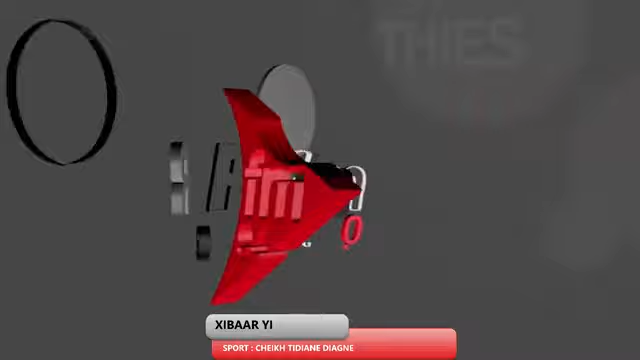 THIES
XIBAAR YI
SPORT : CHEIKH TIDIANE DIAGNE